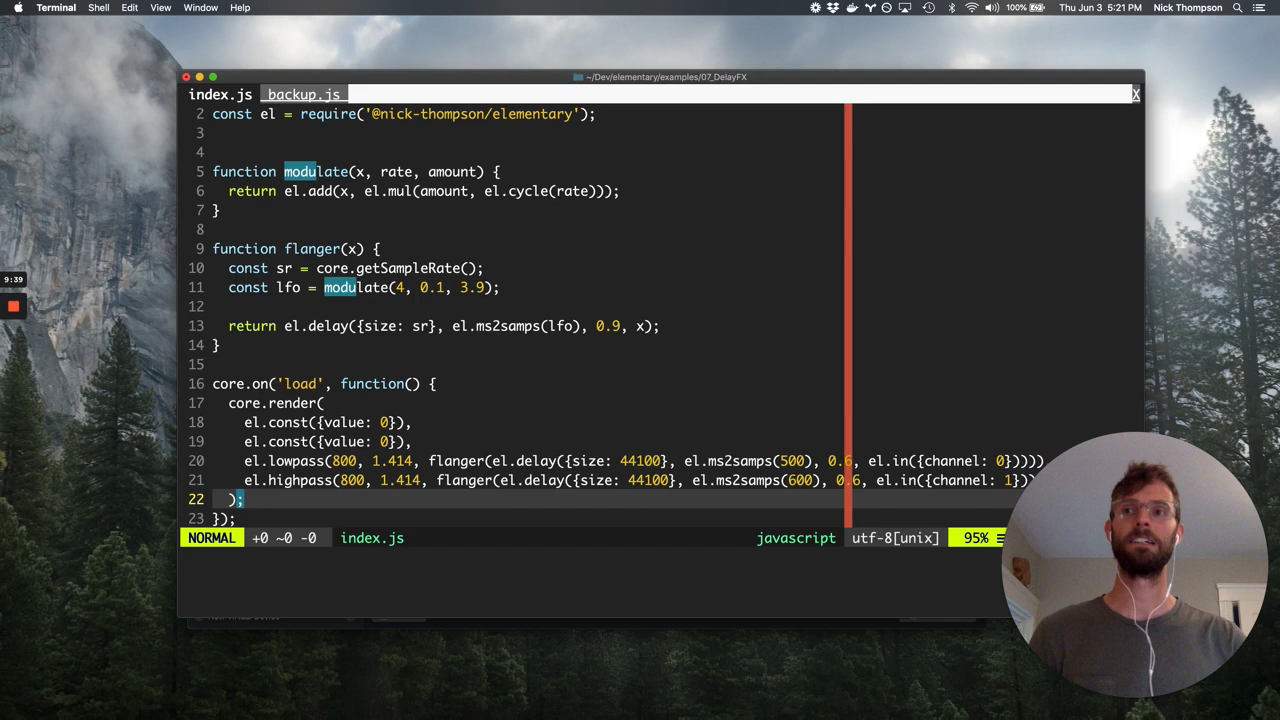 Terminal Shell Edit View Window Help 100% Thu Jun 3 5:21 PM Nick Thompson
~/Dev/elementary/examples/07_DelayFX
index.js backup.js X
2 const el = require('@nick-thompson/elementary');
3
4
5 function modulate(x, rate, amount) {
6 return el.add(x, el.mul(amount, el.cycle(rate)));
7 }
8
9 function flanger(x) {
10 const sr = core.getSampleRate();
11 const lfo = modulate(4, 0.1, 3.9);
12
13 return el.delay({size: sr}, el.ms2samps(lfo), 0.9, x);
14 }
15
16 core.on('load', function() {
17 core.render(
18 el.const({value: 0}),
19 el.const({value: 0}),
20 el.lowpass(800, 1.414, flanger(el.delay({size: 44100}, el.ms2samps(500), 0.6, el.in({channel: 0}))))
21 el.highpass(800, 1.414, flanger(el.delay({size: 44100}, el.ms2samps(600), 0.6, el.in({channel: 1}))
22 );
23 });
NORMAL +0 ~0 -0 index.js javascript utf-8[unix] 95%
9:39